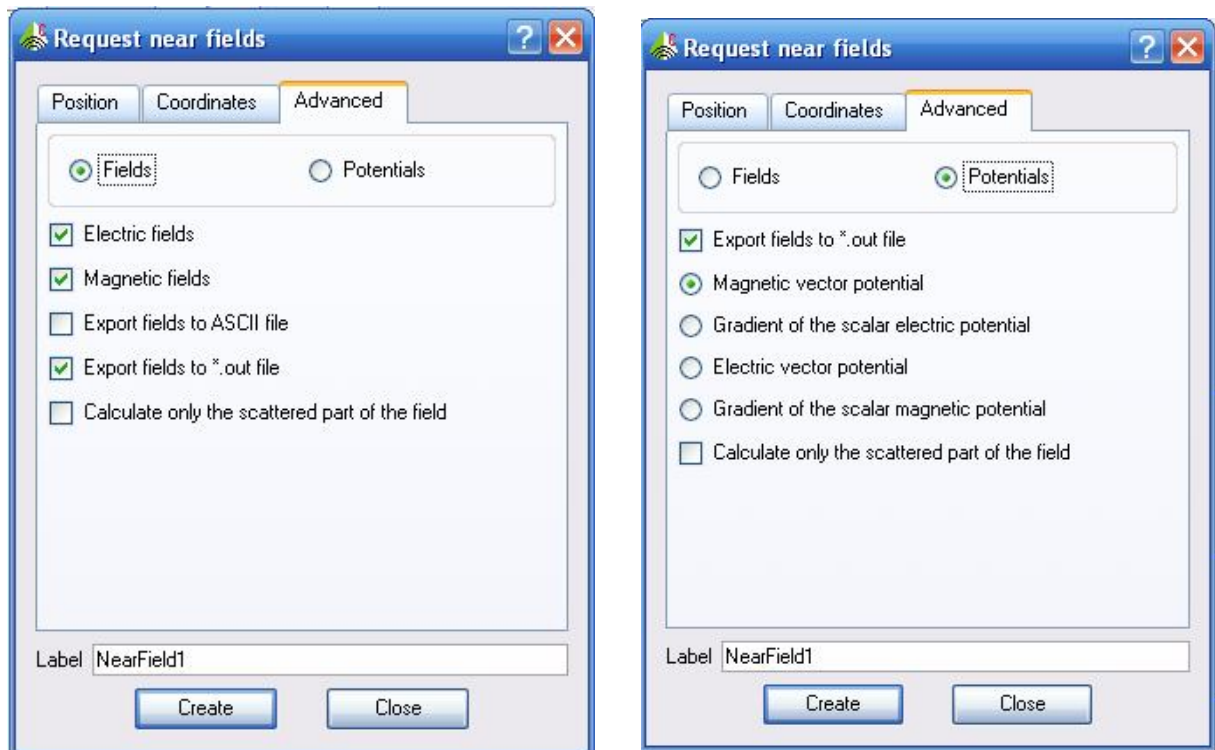 Request near fields
Position Coordinates Advanced
Fields Potentials
Electric fields
Magnetic fields
Export fields to ASCII file
Export fields to *.out file
Calculate only the scattered part of the field
Label NearField1
Create Close
Request near fields
Position Coordinates Advanced
Fields Potentials
Export fields to *.out file
Magnetic vector potential
Gradient of the scalar electric potential
Electric vector potential
Gradient of the scalar magnetic potential
Calculate only the scattered part of the field
Label NearField1
Create Close